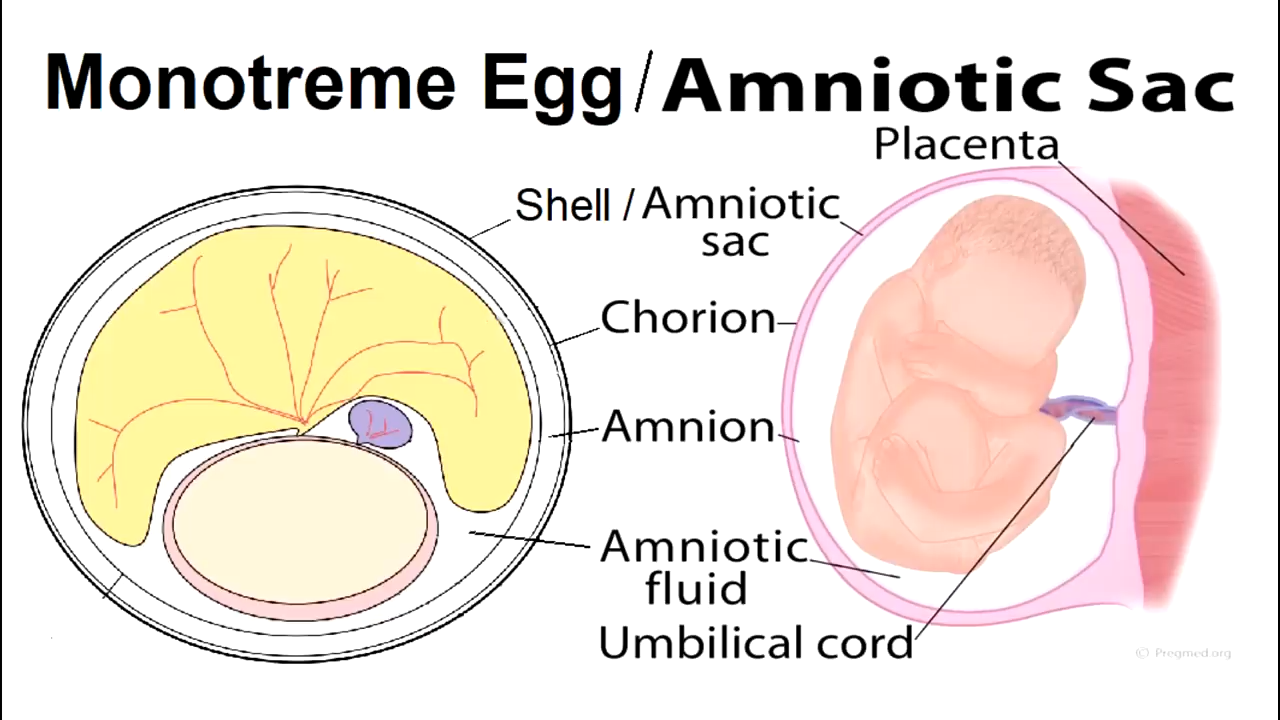 Monotreme Egg/Amniotic Sac
Placenta
Shell / Amniotic
sac
Chorion
Amnion
Amniotic
fluid
Umbilical cord
© Pregmed.org